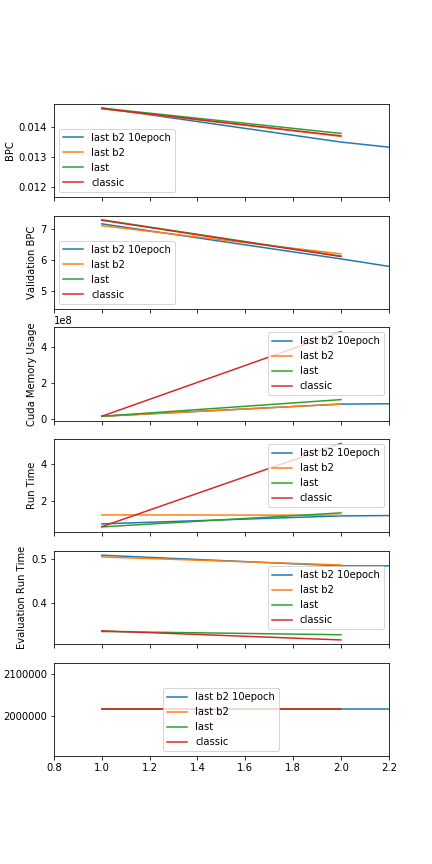 BPC
0.014
0.013
0.012
last b2 10epoch
last b2
last
classic
Validation BPC
7
6
5
last b2 10epoch
last b2
last
classic
1e8
Cuda Memory Usage
4
2
0
last b2 10epoch
last b2
last
classic
Run Time
4
2
last b2 10epoch
last b2
last
classic
Evaluation Run Time
0.5
0.4
last b2 10epoch
last b2
last
classic
2100000
2000000
last b2 10epoch
last b2
last
classic
0.8 1.0 1.2 1.4 1.6 1.8 2.0 2.2